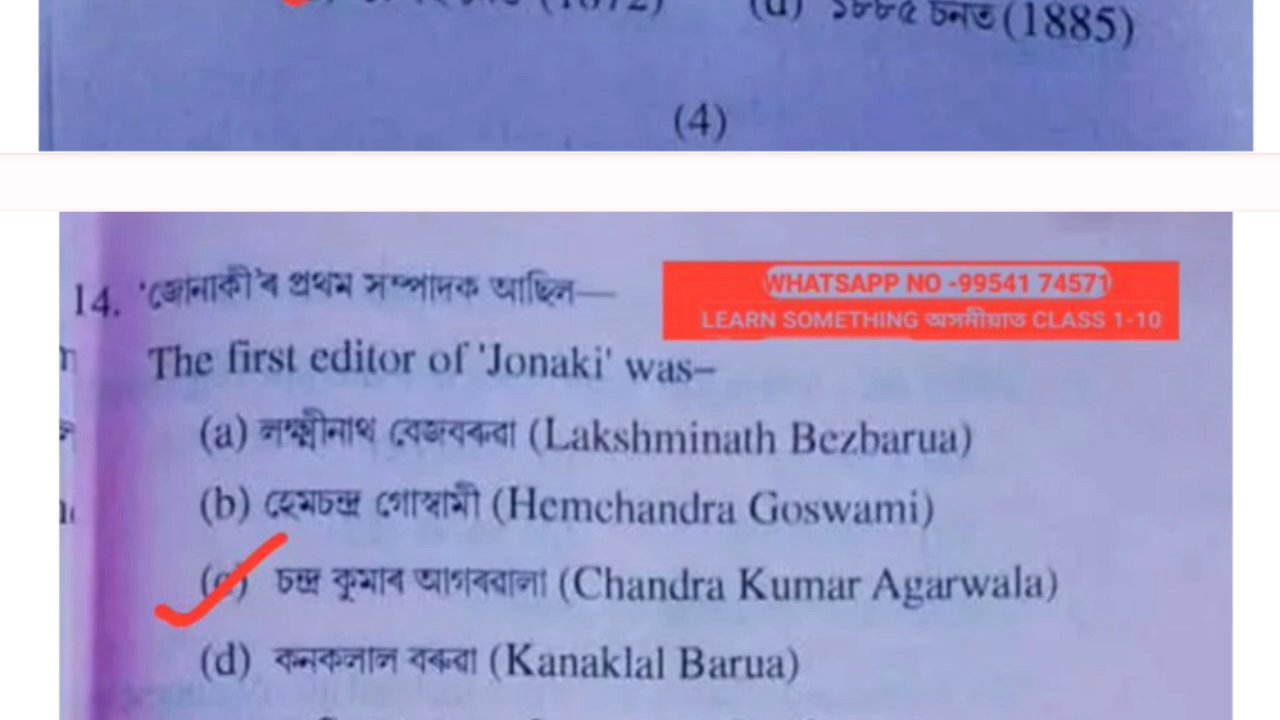 (1872) (d) ১৮৮৫ চনত (1885)
(4)
WHATSAPP NO -99541 74571
LEARN SOMETHING অসমীয়াত CLASS 1-10
14. 'জোনাকী'ৰ প্ৰথম সম্পাদক আছিল—
The first editor of 'Jonaki' was–
(a) লক্ষ্মীনাথ বেজবৰুৱা (Lakshminath Bezbarua)
(b) হেমচন্দ্ৰ গোস্বামী (Hemchandra Goswami)
(c) চন্দ্ৰ কুমাৰ আগৰৱালা (Chandra Kumar Agarwala)
(d) কনকলাল বৰুৱা (Kanaklal Barua)